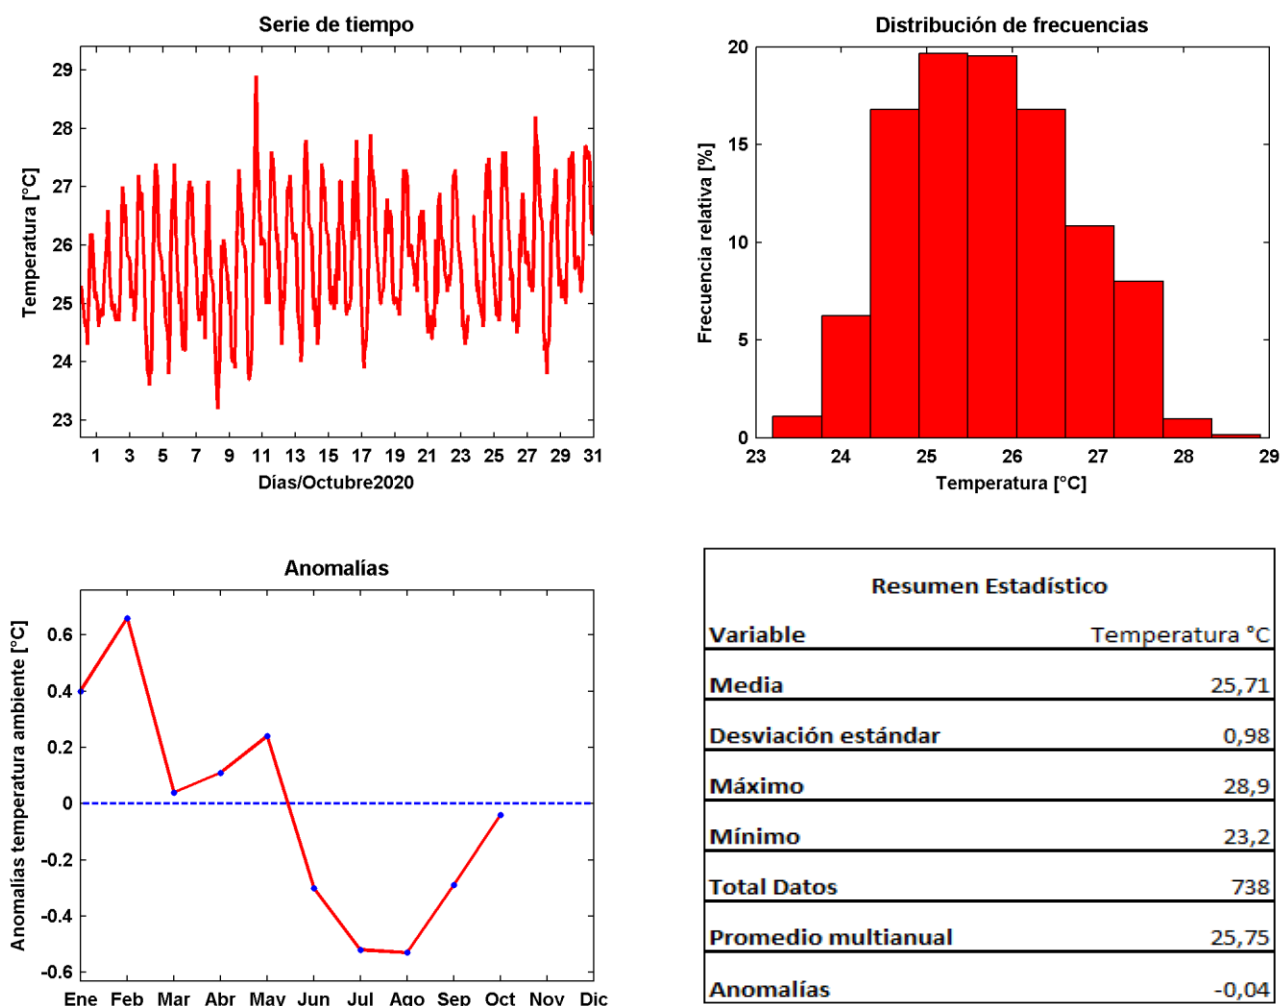 Serie de tiempo
29
28
27
26
25
24
23
Temperatura [°C]
1 3 5 7 9 11 13 15 17 19 21 23 25 27 29 31
Dias/Octubre2020
Distribución de frecuencias
20
15
10
5
0
Frecuencia relativa [%]
23 24 25 26 27 28 29
Temperatura [°C]
Anomalías
0.6
0.4
0.2
0
-0.2
-0.4
-0.6
Anomalías temperatura ambiente [°C]
Ene Feb Mar Abr May Jun Jul Ago Sep Oct Nov Dic
Resumen Estadístico
Variable Temperatura °C
Media 25,71
Desviación estándar 0,98
Máximo 28,9
Mínimo 23,2
Total Datos 738
Promedio multianual 25,75
Anomalías -0,04